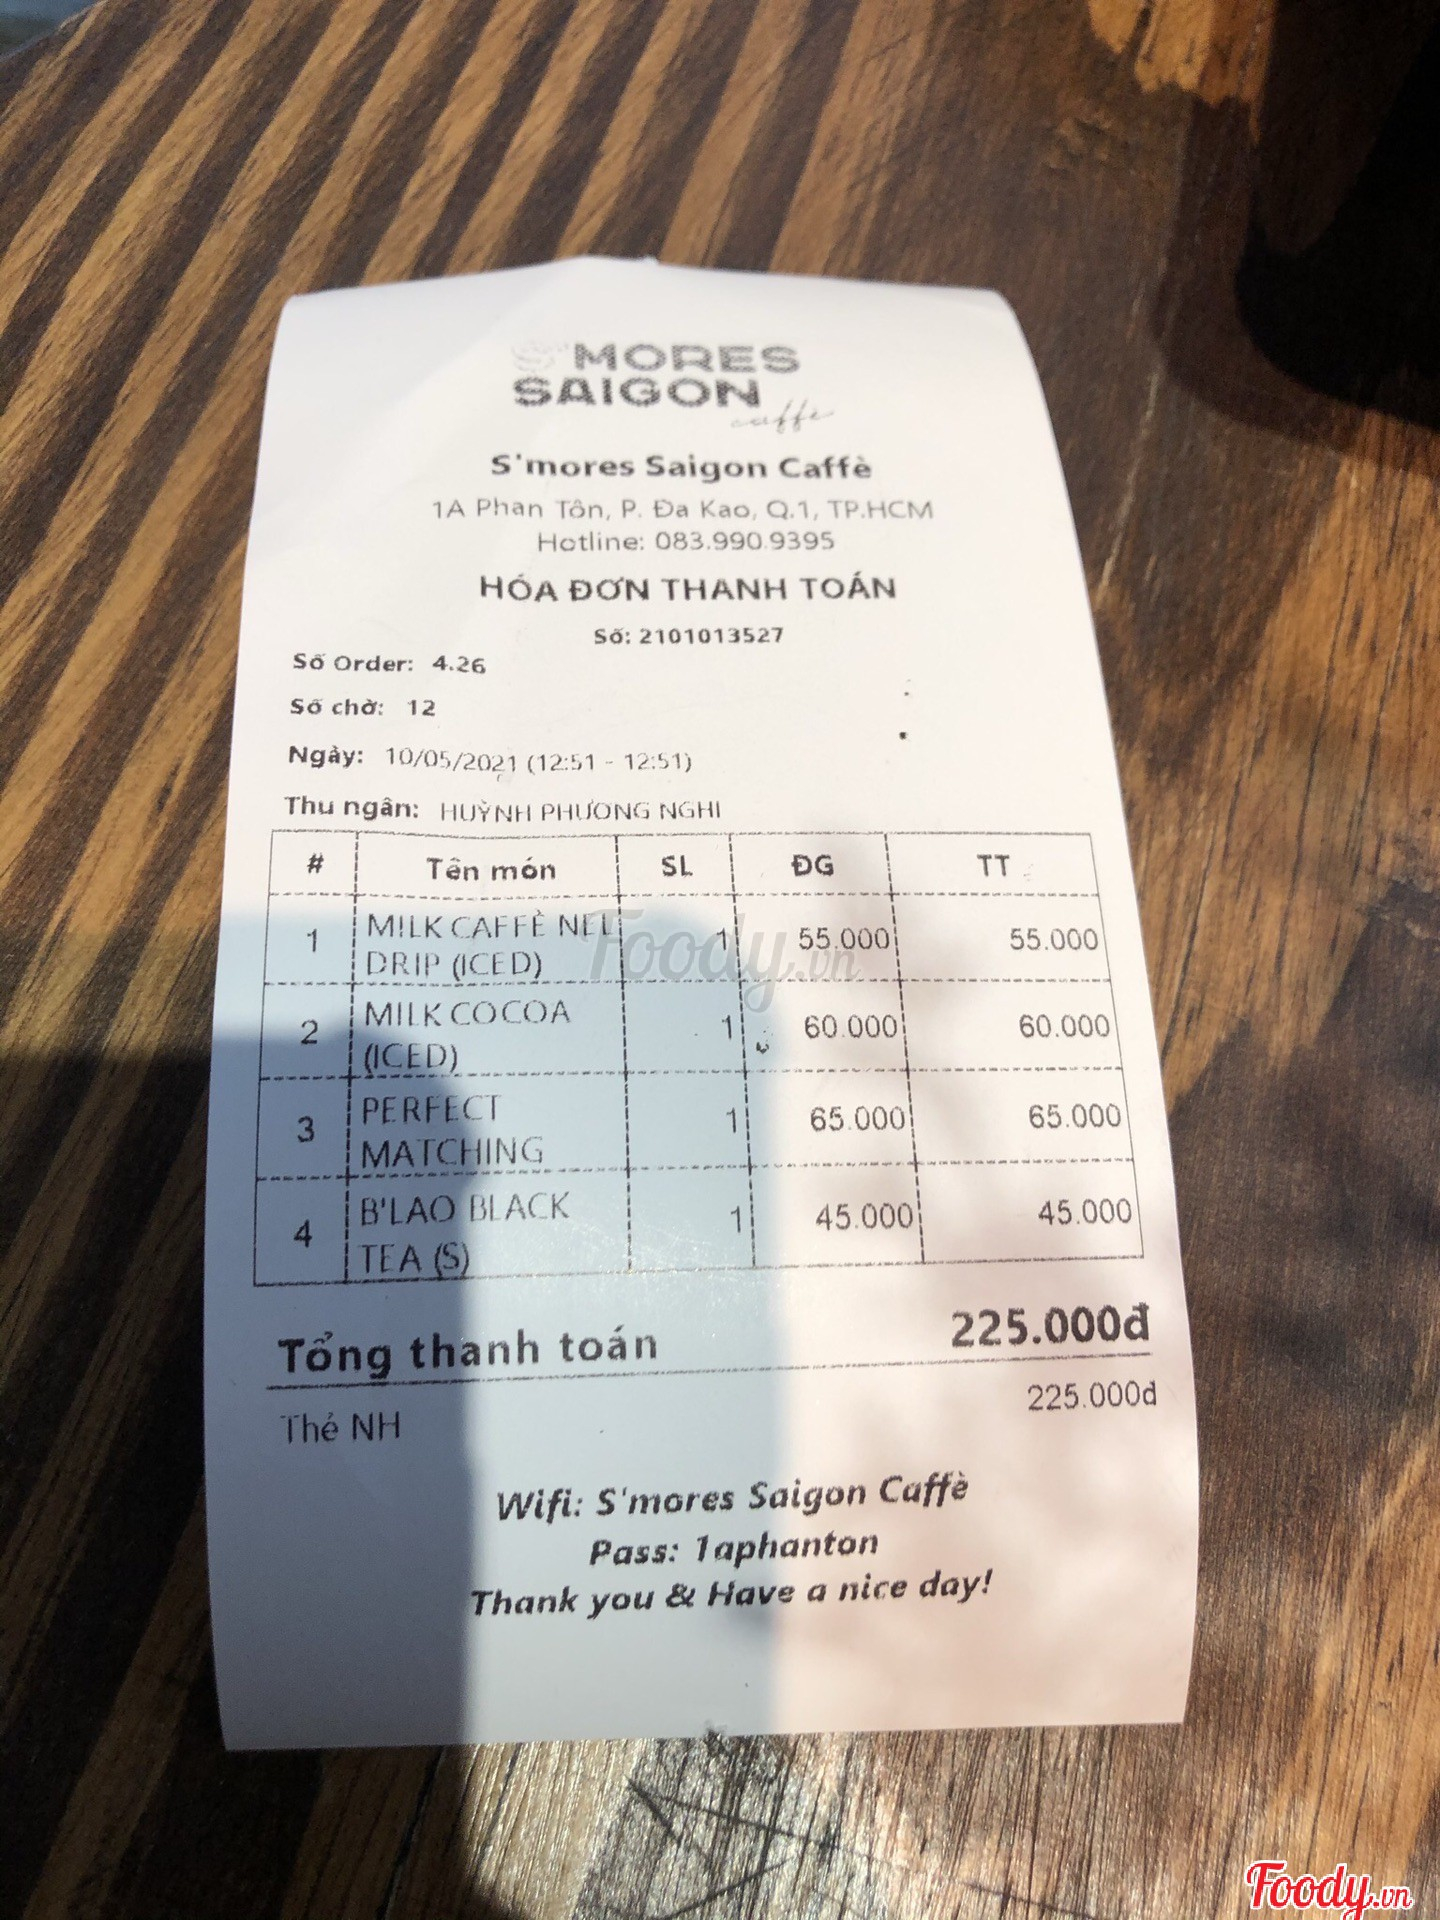 S'MORES
SAIGON
caffè
S'mores Saigon Caffè
1A Phan Tôn, P. Đa Kao, Q.1, TP.HCM
Hotline: 083.990.9395
HÓA ĐƠN THANH TOÁN
Số: 2101013527
Số Order: 4.26
Số chờ: 12
Ngày: 10/05/2021 (12:51 - 12:51)
Thu ngân: HUỲNH PHƯƠNG NGHI
# Tên món SL ĐG TT
1 MILK CAFFÈ NEL 1 55.000 55.000
DRIP (ICED)
2 MILK COCOA 1 60.000 60.000
(ICED)
3 PERFECT 1 65.000 65.000
MATCHING
4 B'LAO BLACK 1 45.000 45.000
TEA (S)
Tổng thanh toán 225.000đ
Thẻ NH 225.000đ
Wifi: S'mores Saigon Caffè
Pass: 1aphanton
Thank you & Have a nice day!
Foody.vn
Foody.vn